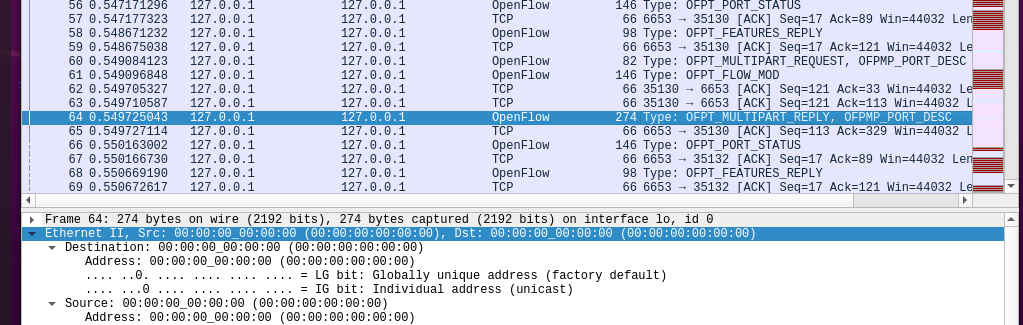 56 0.547171296 127.0.0.1 127.0.0.1 OpenFlow 146 Type: OFPT_PORT_STATUS
57 0.547177323 127.0.0.1 127.0.0.1 TCP 66 6653 → 35130 [ACK] Seq=17 Ack=89 Win=44032 Len
58 0.548671232 127.0.0.1 127.0.0.1 OpenFlow 98 Type: OFPT_FEATURES_REPLY
59 0.548675038 127.0.0.1 127.0.0.1 TCP 66 6653 → 35130 [ACK] Seq=17 Ack=121 Win=44032 Le
60 0.549084123 127.0.0.1 127.0.0.1 OpenFlow 82 Type: OFPT_MULTIPART_REQUEST, OFPMP_PORT_DESC
61 0.549096848 127.0.0.1 127.0.0.1 OpenFlow 146 Type: OFPT_FLOW_MOD
62 0.549705327 127.0.0.1 127.0.0.1 TCP 66 35130 → 6653 [ACK] Seq=121 Ack=33 Win=44032 Le
63 0.549710587 127.0.0.1 127.0.0.1 TCP 66 35130 → 6653 [ACK] Seq=121 Ack=113 Win=44032 L
64 0.549725043 127.0.0.1 127.0.0.1 OpenFlow 274 Type: OFPT_MULTIPART_REPLY, OFPMP_PORT_DESC
65 0.549727114 127.0.0.1 127.0.0.1 TCP 66 6653 → 35130 [ACK] Seq=113 Ack=329 Win=44032 L
66 0.550163002 127.0.0.1 127.0.0.1 OpenFlow 146 Type: OFPT_PORT_STATUS
67 0.550166730 127.0.0.1 127.0.0.1 TCP 66 6653 → 35132 [ACK] Seq=17 Ack=89 Win=44032 Len
68 0.550669190 127.0.0.1 127.0.0.1 OpenFlow 98 Type: OFPT_FEATURES_REPLY
69 0.550672617 127.0.0.1 127.0.0.1 TCP 66 6653 → 35132 [ACK] Seq=17 Ack=121 Win=44032 Le
Frame 64: 274 bytes on wire (2192 bits), 274 bytes captured (2192 bits) on interface lo, id 0
Ethernet II, Src: 00:00:00_00:00:00 (00:00:00:00:00:00), Dst: 00:00:00_00:00:00 (00:00:00:00:00:00)
Destination: 00:00:00_00:00:00 (00:00:00:00:00:00)
Address: 00:00:00_00:00:00 (00:00:00:00:00:00)
.... ..0. .... .... .... .... = LG bit: Globally unique address (factory default)
.... ...0 .... .... .... .... = IG bit: Individual address (unicast)
Source: 00:00:00_00:00:00 (00:00:00:00:00:00)
Address: 00:00:00_00:00:00 (00:00:00:00:00:00)